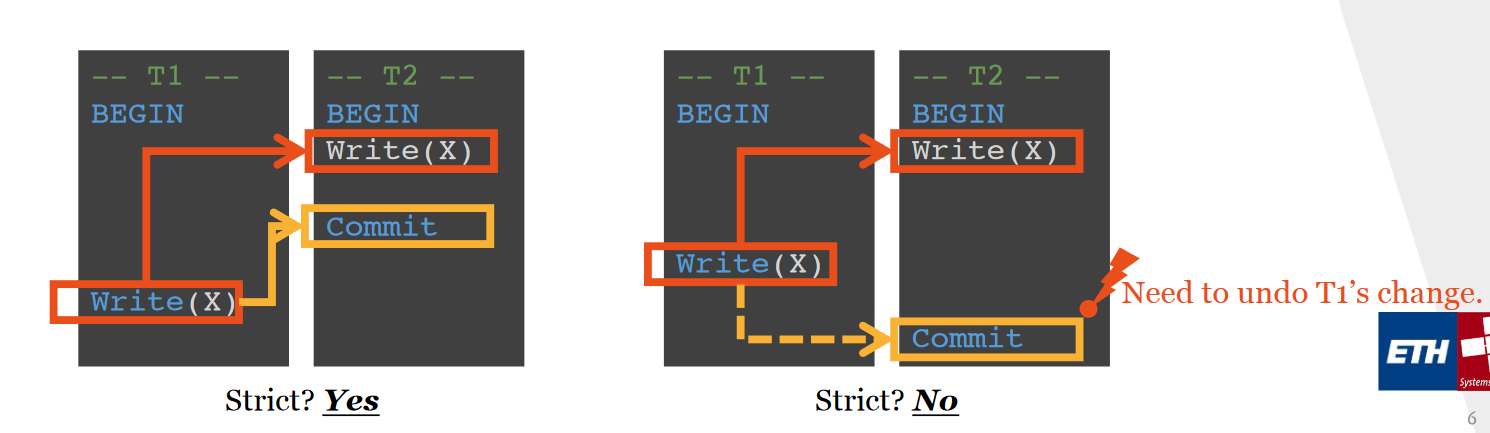 -- T1 --
BEGIN
Write(X)
-- T2 --
BEGIN
Write(X)
Commit
Strict? Yes
-- T1 --
BEGIN
Write(X)
-- T2 --
BEGIN
Write(X)
Commit
Need to undo T1's change.
Strict? No
ETH
Systems
6